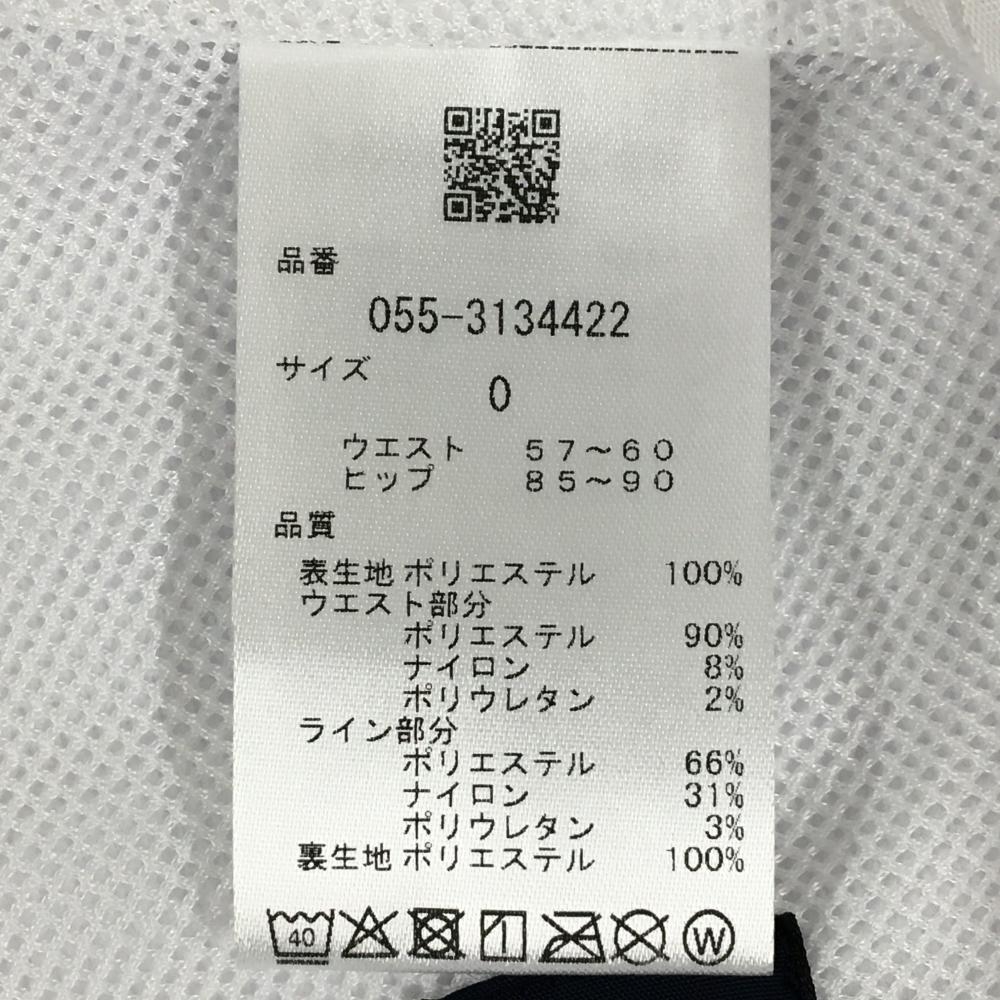 品番
055-3134422
サイズ
0
ウエスト 57〜60
ヒップ 85〜90
品質
表生地 ポリエステル 100%
ウエスト部分
ポリエステル 90%
ナイロン 8%
ポリウレタン 2%
ライン部分
ポリエステル 66%
ナイロン 31%
ポリウレタン 3%
裏生地 ポリエステル 100%
40 W